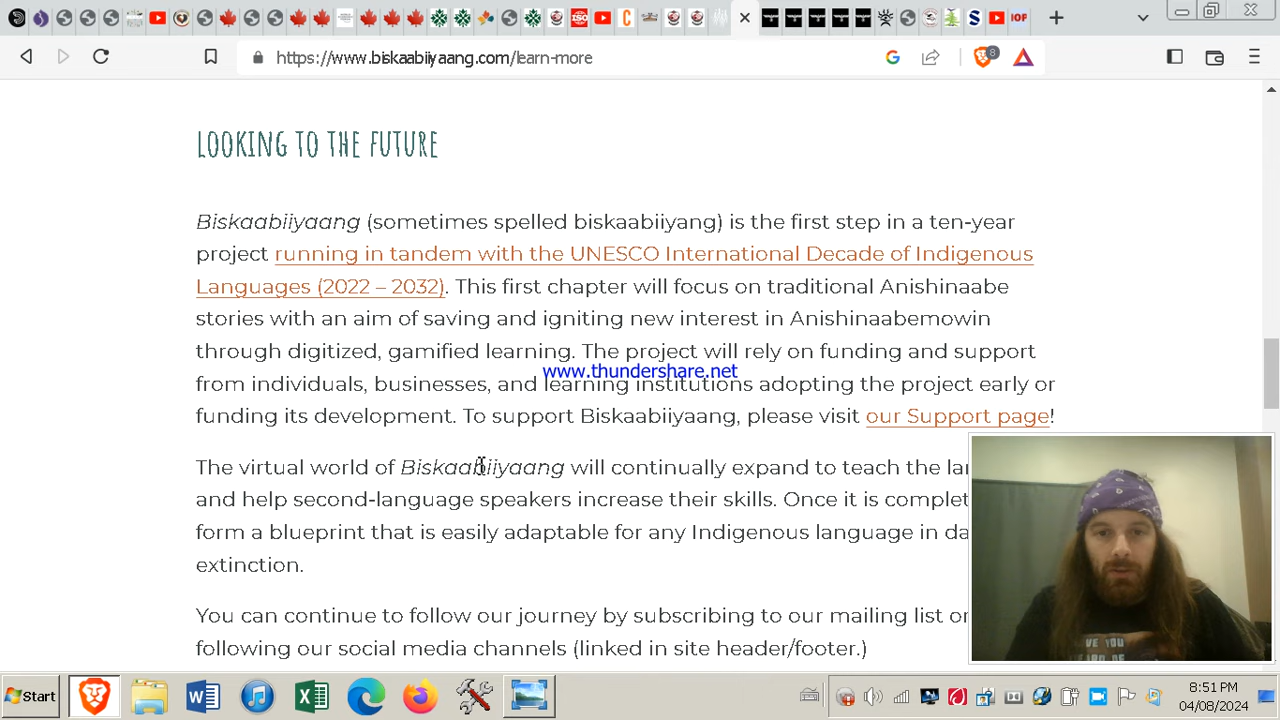 ISO
C
S
IOF
https://www.biskaabiiyaang.com/learn-more
G
8
LOOKING TO THE FUTURE
Biskaabiiyaang (sometimes spelled biskaabiiyang) is the first step in a ten-year
project running in tandem with the UNESCO International Decade of Indigenous
Languages (2022 – 2032). This first chapter will focus on traditional Anishinaabe
stories with an aim of saving and igniting new interest in Anishinaabemowin
through digitized, gamified learning. The project will rely on funding and support
www.thundershare.net
from individuals, businesses, and learning institutions adopting the project early or
funding its development. To support Biskaabiiyaang, please visit our Support page!
The virtual world of Biskaabiiyaang will continually expand to teach the
and help second-language speakers increase their skills. Once it is
form a blueprint that is easily adaptable for any Indigenous language in
extinction.
You can continue to follow our journey by subscribing to our mailing list
following our social media channels (linked in site header/footer.)
Start
8:51 PM
04/08/2024